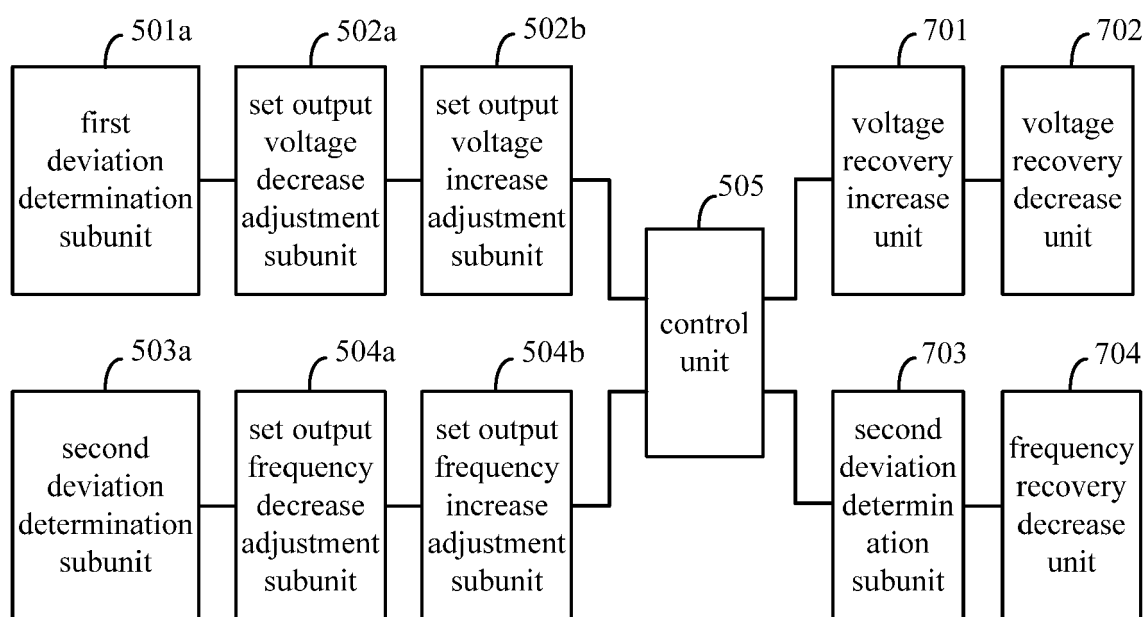 501a
502a
502b
701
702
first
deviation
determination
subunit
set output
voltage
decrease
adjustment
subunit
set output
voltage
increase
adjustment
subunit
voltage
recovery
increase
unit
voltage
recovery
decrease
unit
505
control
unit
503a
504a
504b
703
704
second
deviation
determination
subunit
set output
frequency
decrease
adjustment
subunit
set output
frequency
increase
adjustment
subunit
second
deviation
determin
ation
subunit
frequency
recovery
decrease
unit